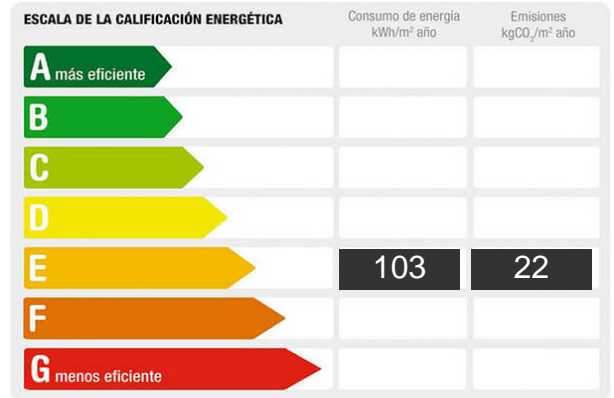 ESCALA DE LA CALIFICACIÓN ENERGÉTICA
Consumo de energía
kWh/m² año
Emisiones
kgCO₂/m² año
A más eficiente
B
C
D
E 103 22
F
G menos eficiente